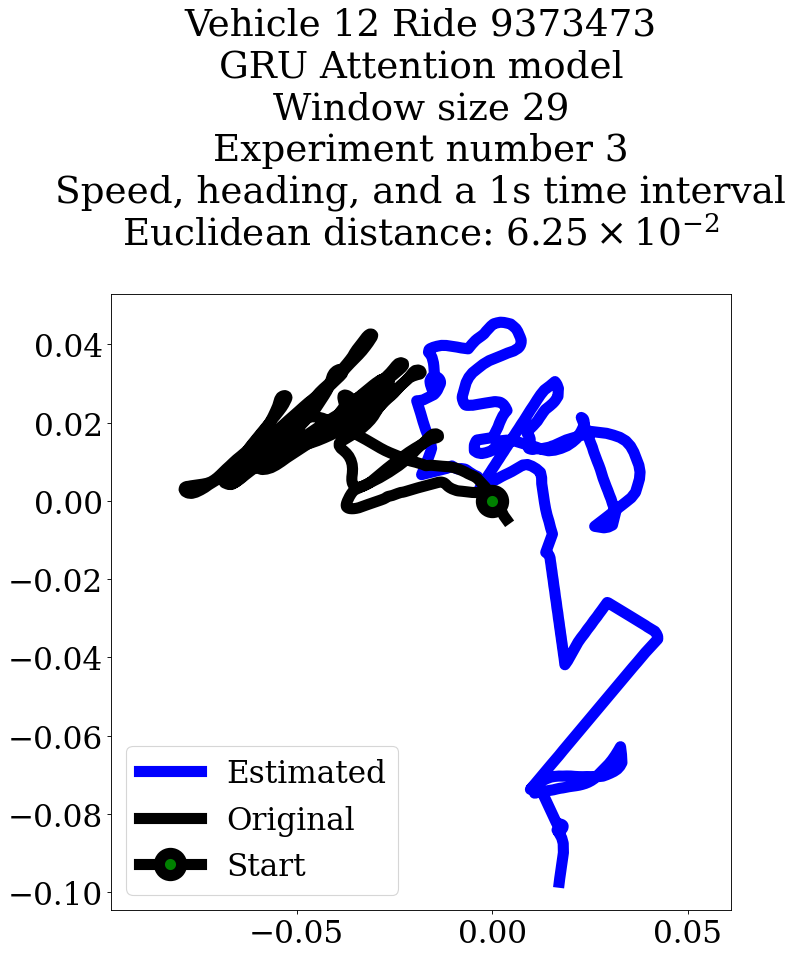 Vehicle 12 Ride 9373473
GRU Attention model
Window size 29
Experiment number 3
Speed, heading, and a 1s time interval
Euclidean distance: 6.25 × 10⁻²
0.04
0.02
0.00
−0.02
−0.04
−0.06
−0.08
−0.10
Estimated
Original
Start
−0.05
0.00
0.05